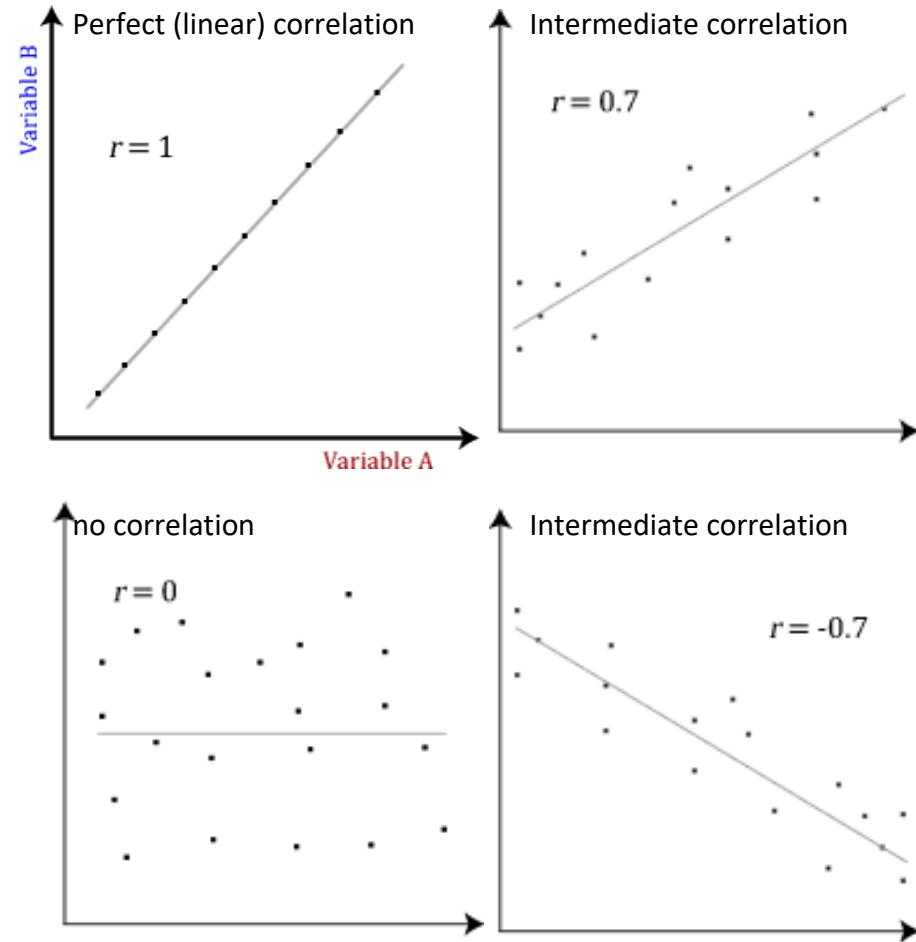 Perfect (linear) correlation
Variable B
r = 1
Variable A
Intermediate correlation
r = 0.7
no correlation
r = 0
Intermediate correlation
r = -0.7